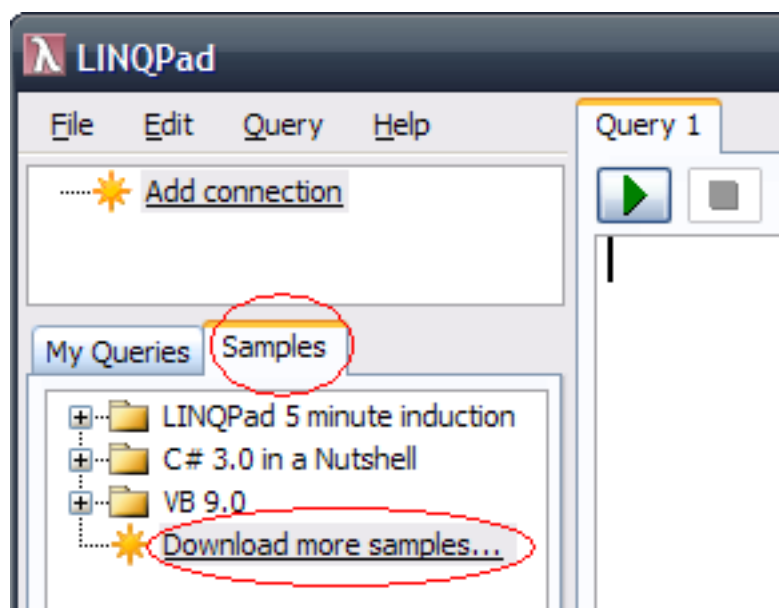 LINQPad
File Edit Query Help
Query 1
Add connection
My Queries Samples
LINQPad 5 minute induction
C# 3.0 in a Nutshell
VB 9.0
Download more samples...